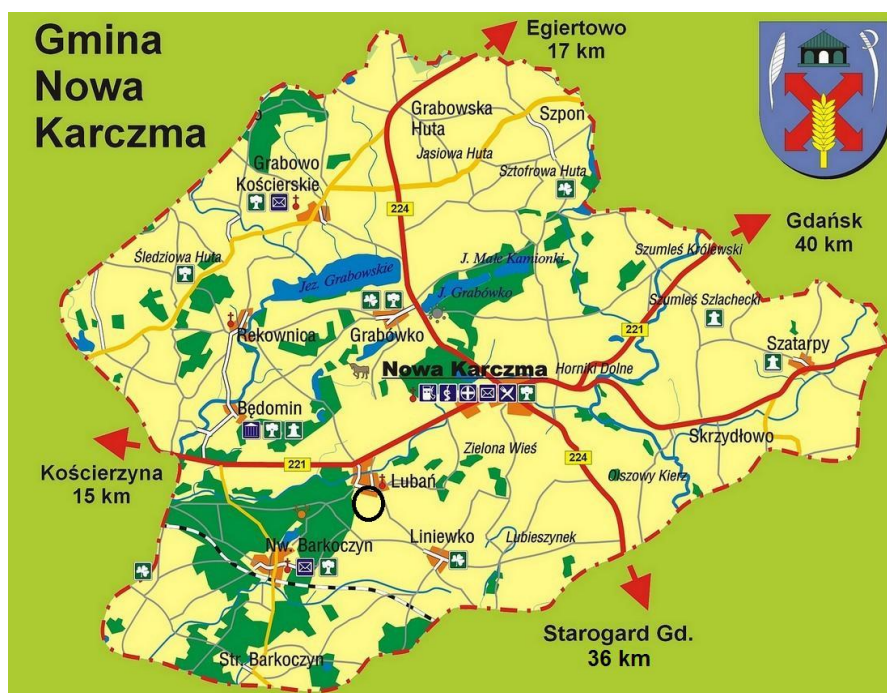 Gmina
Nowa
Karczma
Egiertowo
17 km
Grabowska
Huta
Szpon
Jasiowa Huta
Sztofrowa Huta
Grabowo
Kościerskie
224
Gdańsk
40 km
Szumleś Królewski
Śledziowa Huta
J. Małe Kamionki
Jez. Grabowskie
J. Grabówko
Szumleś Szlachecki
221
Rekownica
Grabówko
Szatarpy
Nowa Karczma
Horniki Dolne
Będomin
Skrzydłowo
Kościerzyna
15 km
221
Zielona Wieś
224
Olszowy Kierz
Lubań
Liniewko
Lubieszynek
Nw. Barkoczyn
Starogard Gd.
36 km
Str. Barkoczyn